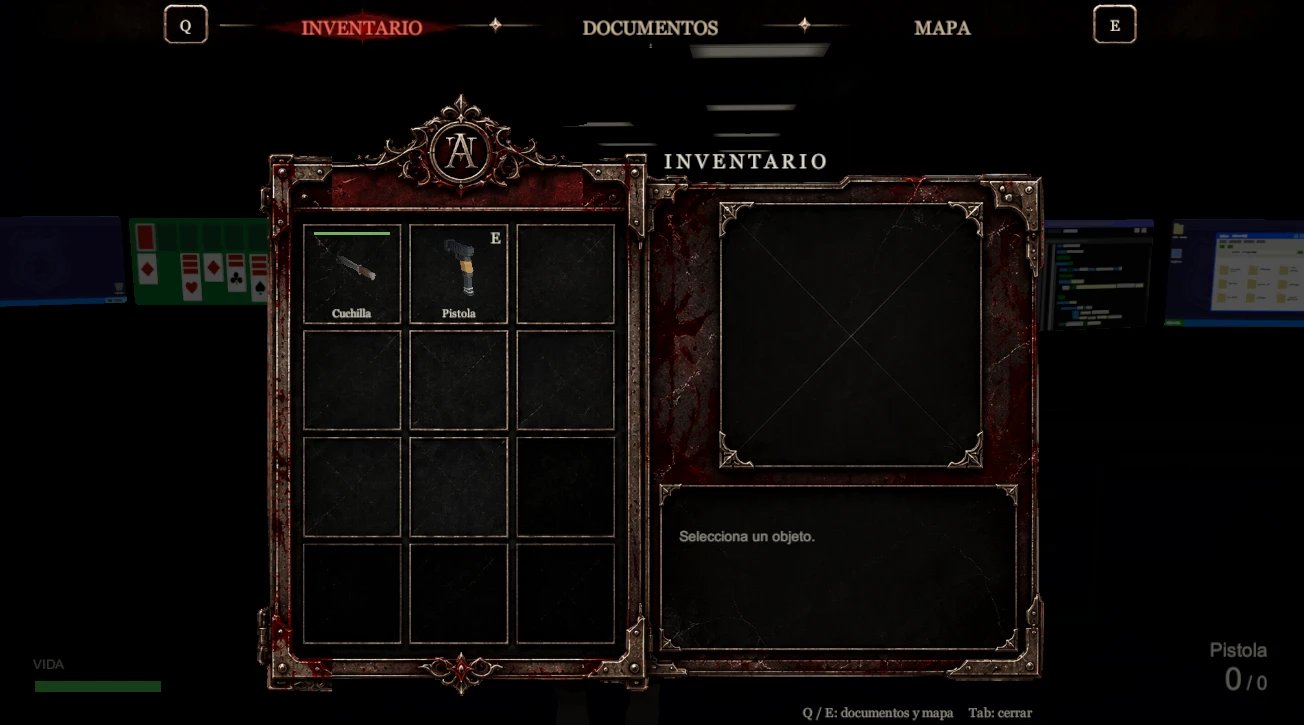 Q
INVENTARIO
DOCUMENTOS
MAPA
E
INVENTARIO
E
Cuchilla
Pistola
Selecciona un objeto.
VIDA
Pistola
0 / 0
Q / E: documentos y mapa Tab: cerrar